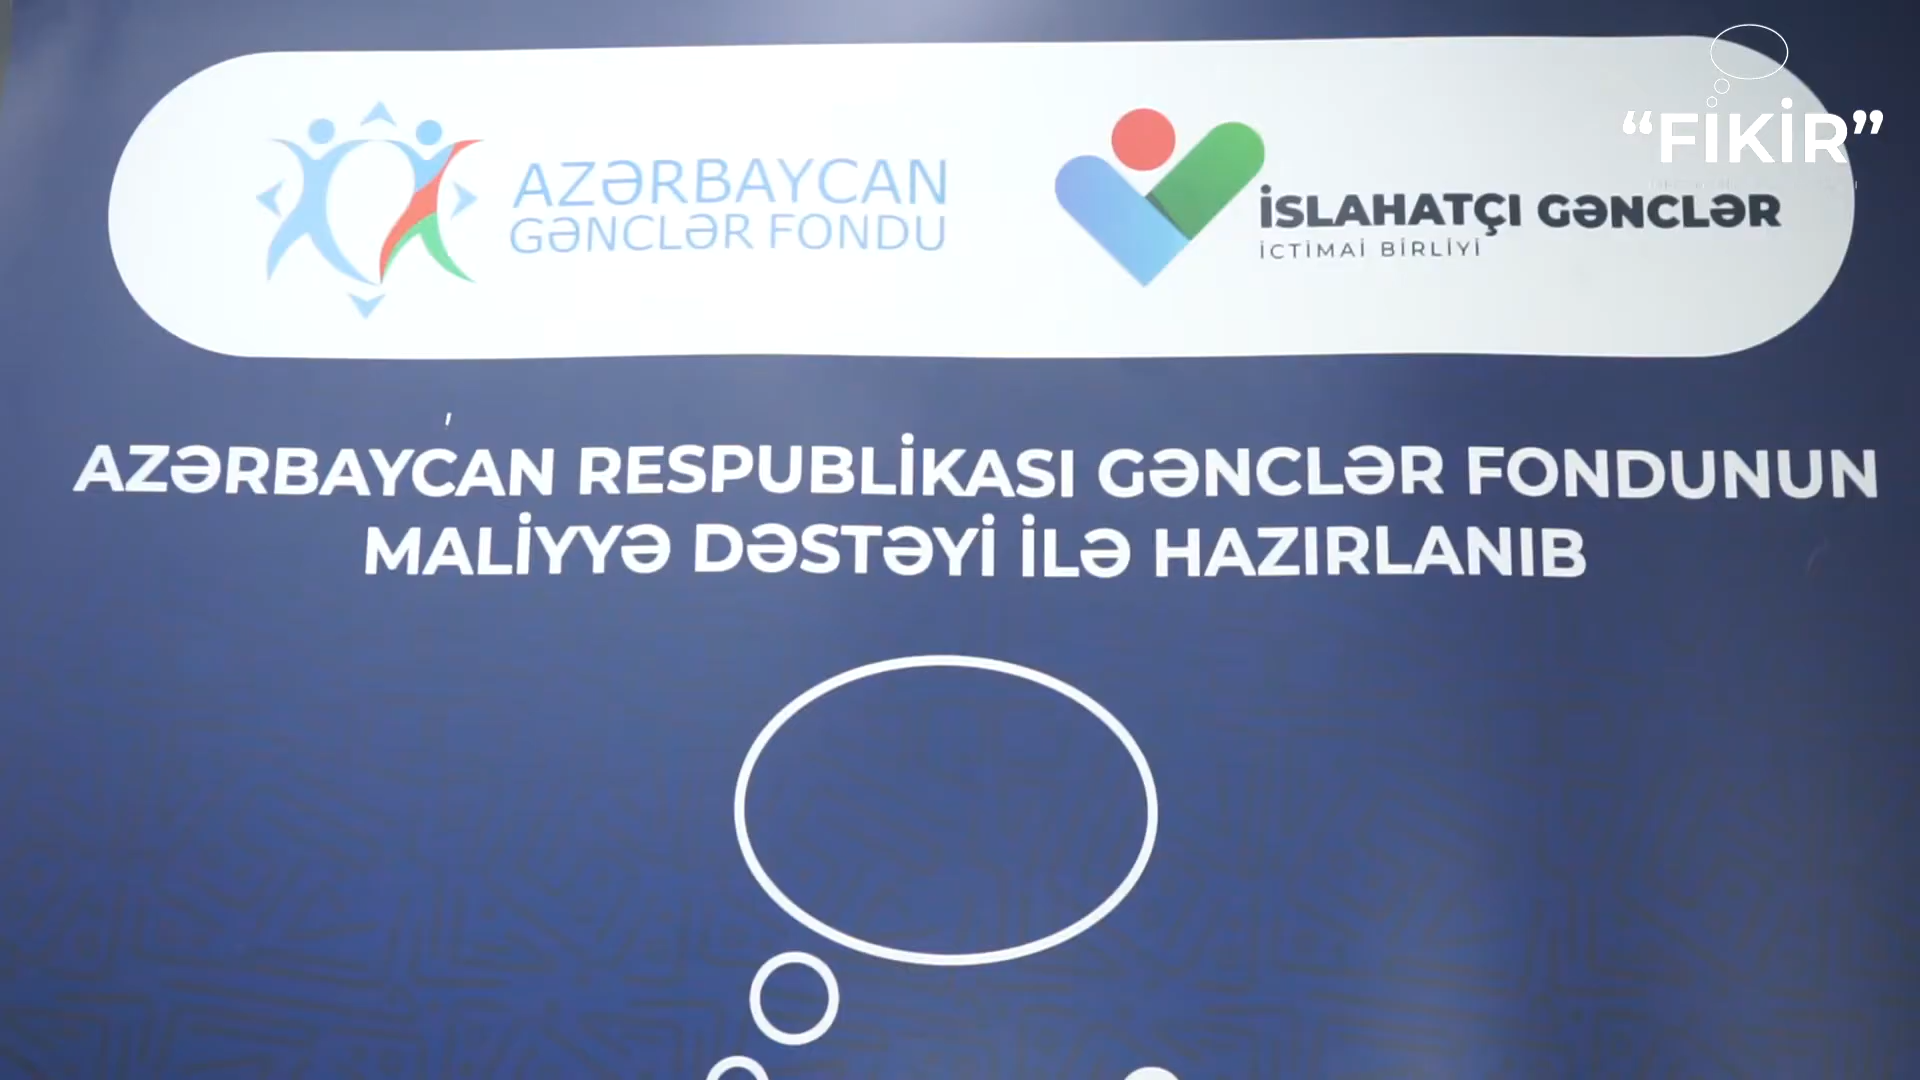 “FİKİR”
AZƏRBAYCAN
GƏNCLƏR FONDU
İSLAHATÇI GƏNCLƏR
İCTİMAİ BİRLİYİ
AZƏRBAYCAN RESPUBLİKASI GƏNCLƏR FONDUNUN
MALİYYƏ DƏSTƏYİ İLƏ HAZIRLANIB